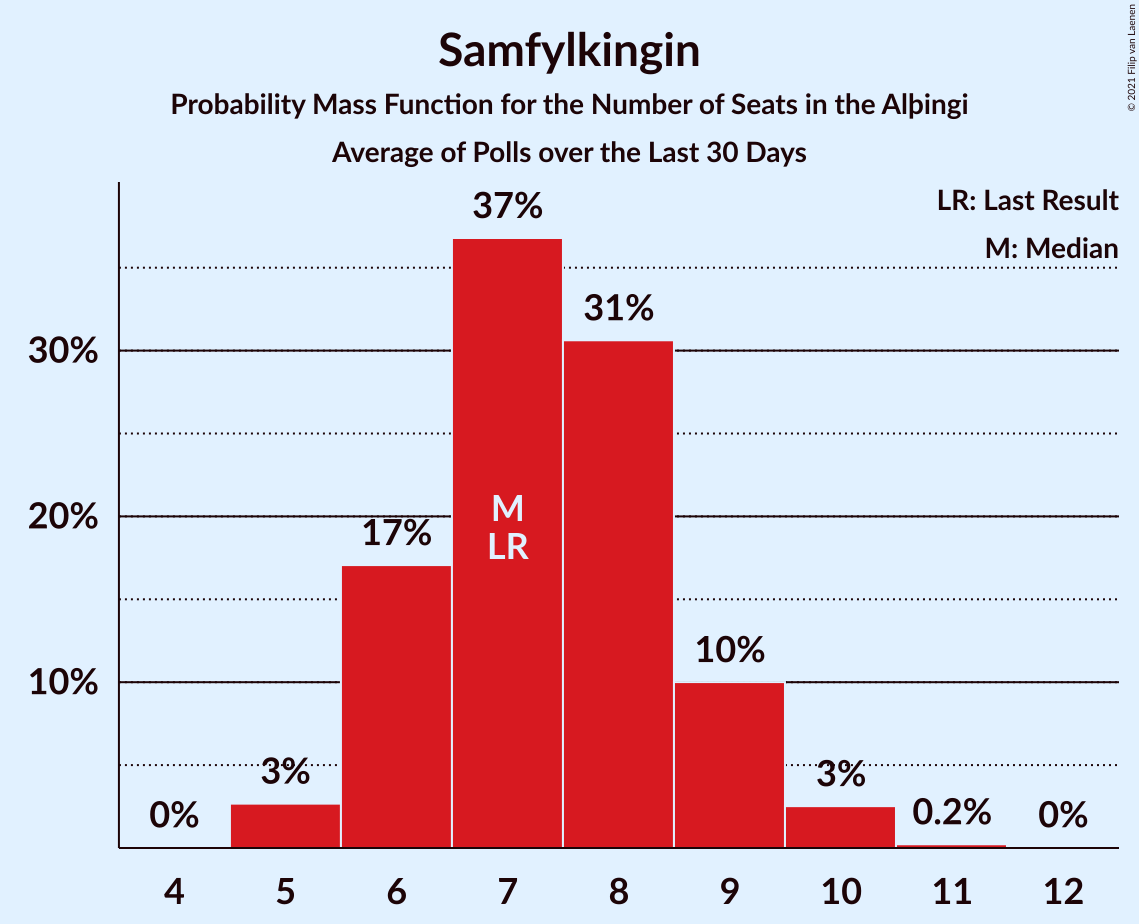 Samfylkingin
Probability Mass Function for the Number of Seats in the Alþingi
Average of Polls over the Last 30 Days
© 2021 Filip van Laenen
LR: Last Result
M: Median
37%
31%
30%
20%
17%
M
LR
10%
10%
3%
3%
0%
0.2%
0%
4 5 6 7 8 9 10 11 12